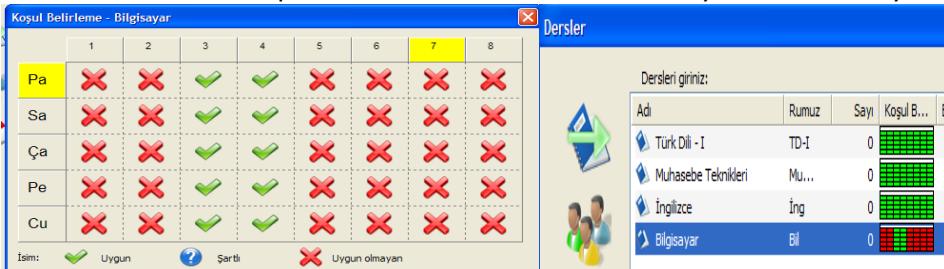 Koşul Belirleme - Bilgisayar
1 2 3 4 5 6 7 8
Pa
Sa
Ça
Pe
Cu
İsim: Uygun ? Şartlı Uygun olmayan
Dersler
Dersleri giriniz:
Adı Rumuz Sayı Koşul B...
Türk Dili - I TD-I 0
Muhasebe Teknikleri Mu... 0
İngilizce İng 0
Bilgisayar Bil 0